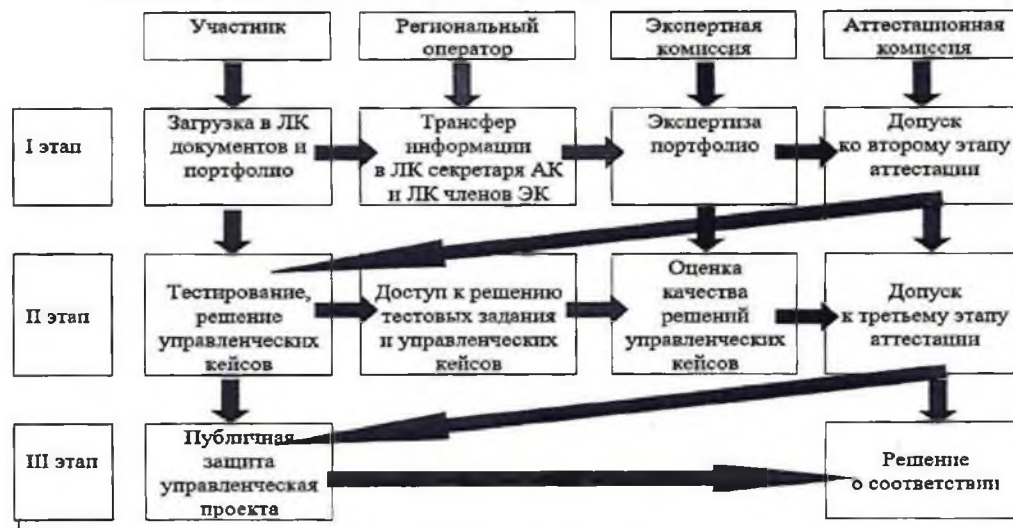 Участник
Региональный
оператор
Экспертная
комиссия
Аттестационная
комиссия
I этап
Загрузка в ЛК
документов и
портфолио
Трансфер
информации
в ЛК секретаря АК
и ЛК членов ЭК
Экспертиза
портфолио
Допуск
ко второму этапу
аттестации
II этап
Тестирование,
решение
управленческих
кейсов
Доступ к решению
тестовых задания
и управленческих
кейсов
Оценка
качества
решений
управленческих
кейсов
Допуск
к третьему этапу
аттестации
III этап
Публичная
защита
управленческая
проекта
Решение
о соответствии